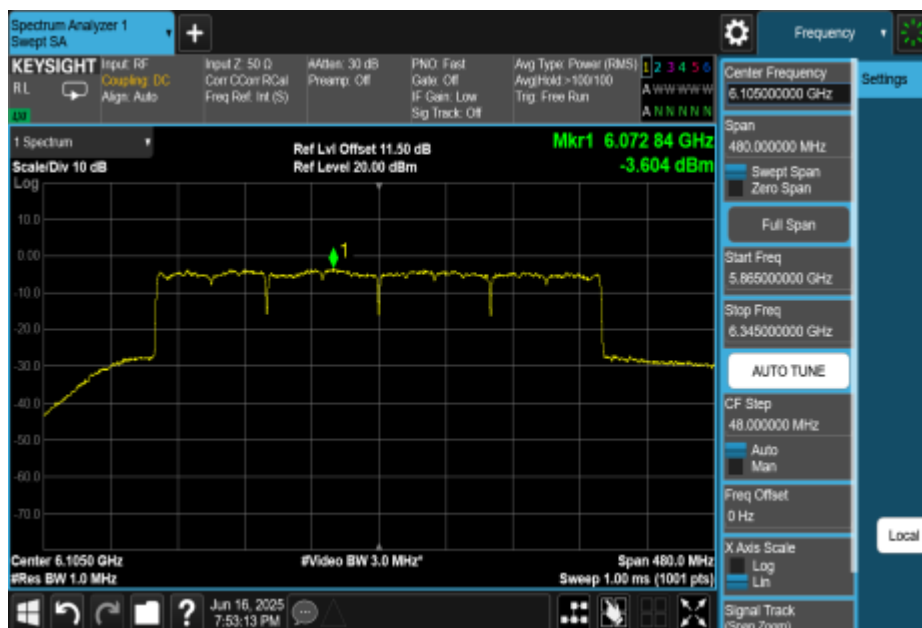 Spectrum Analyzer 1
Swept SA
+
Frequency
KEYSIGHT
RL
Input: RF
Coupling: DC
Align: Auto
Input Z: 50 Ω
Corr CCorr RCal
Freq Ref: Int (S)
#Atten: 30 dB
Preamp: Off
PNO: Fast
Gate: Off
IF Gain: Low
Sig Track: Off
Avg Type: Power (RMS)
Avg|Hold:>100/100
Trig: Free Run
1 2 3 4 5 6
A W W W W W
A N N N N N
1 Spectrum
Scale/Div 10 dB
Log
Ref Lvl Offset 11.50 dB
Ref Level 20.00 dBm
Mkr1 6.072 84 GHz
-3.604 dBm
1
10.0
0.00
-10.0
-20.0
-30.0
-40.0
-50.0
-60.0
-70.0
Center 6.1050 GHz
#Res BW 1.0 MHz
#Video BW 3.0 MHz*
Span 480.0 MHz
Sweep 1.00 ms (1001 pts)
Center Frequency
6.105000000 GHz
Span
480.000000 MHz
Swept Span
Zero Span
Full Span
Start Freq
5.865000000 GHz
Stop Freq
6.345000000 GHz
AUTO TUNE
CF Step
48.000000 MHz
Auto
Man
Freq Offset
0 Hz
X Axis Scale
Log
Lin
Signal Track
(Span Zoom)
Settings
Local
?
Jun 16, 2025
7:53:13 PM